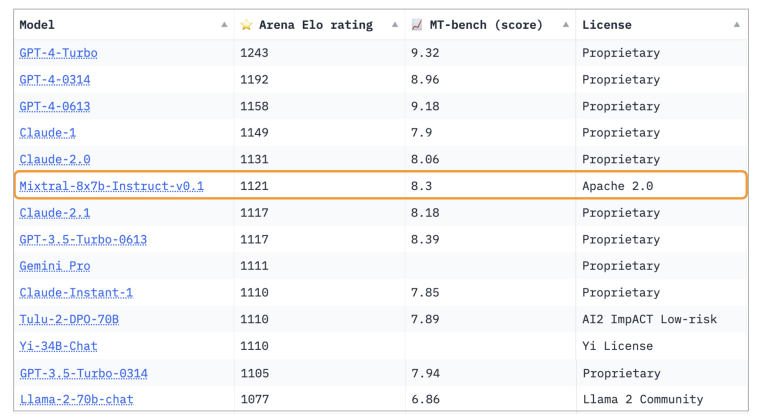 Model ⭐ Arena Elo rating 📈 MT-bench (score) License
GPT-4-Turbo 1243 9.32 Proprietary
GPT-4-0314 1192 8.96 Proprietary
GPT-4-0613 1158 9.18 Proprietary
Claude-1 1149 7.9 Proprietary
Claude-2.0 1131 8.06 Proprietary
Mixtral-8x7b-Instruct-v0.1 1121 8.3 Apache 2.0
Claude-2.1 1117 8.18 Proprietary
GPT-3.5-Turbo-0613 1117 8.39 Proprietary
Gemini Pro 1111 Proprietary
Claude-Instant-1 1110 7.85 Proprietary
Tulu-2-DPO-70B 1110 7.89 AI2 ImpACT Low-risk
Yi-34B-Chat 1110 Yi License
GPT-3.5-Turbo-0314 1105 7.94 Proprietary
Llama-2-70b-chat 1077 6.86 Llama 2 Community